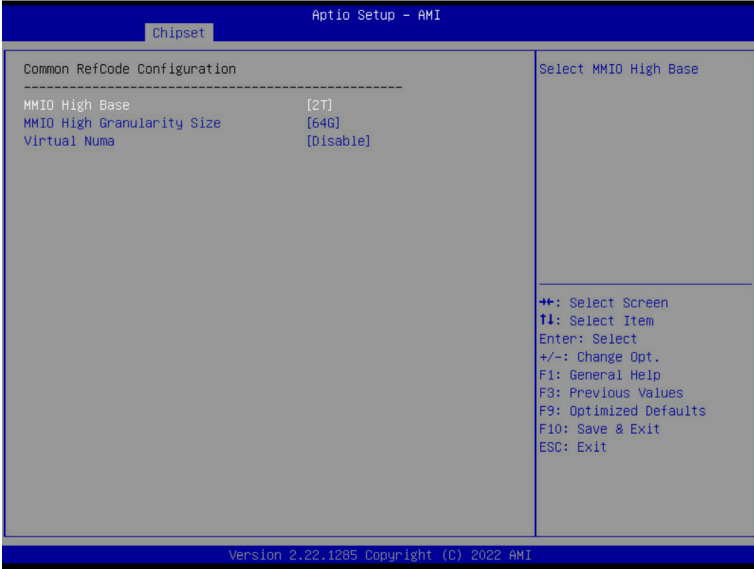 Aptio Setup - AMI
Chipset
Common RefCode Configuration
--------------------------------------------------
MMIO High Base [2T]
MMIO High Granularity Size [64G]
Virtual Numa [Disable]
Select MMIO High Base
→←: Select Screen
↑↓: Select Item
Enter: Select
+/-: Change Opt.
F1: General Help
F3: Previous Values
F9: Optimized Defaults
F10: Save & Exit
ESC: Exit
Version 2.22.1285 Copyright (C) 2022 AMI